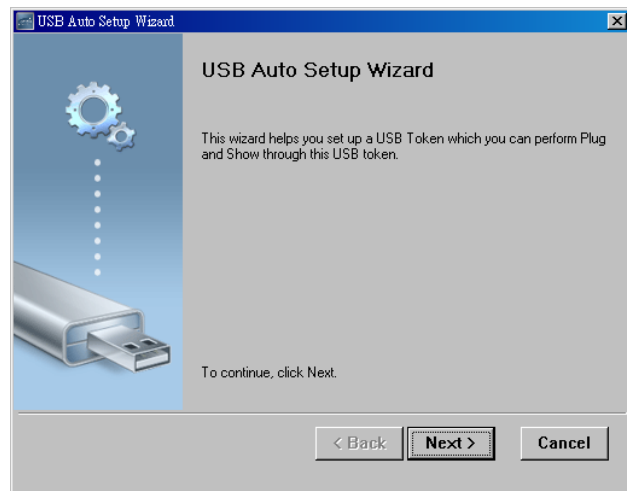 USB Auto Setup Wizard
USB Auto Setup Wizard
This wizard helps you set up a USB Token which you can perform Plug
and Show through this USB token.
To continue, click Next.
< Back
Next >
Cancel